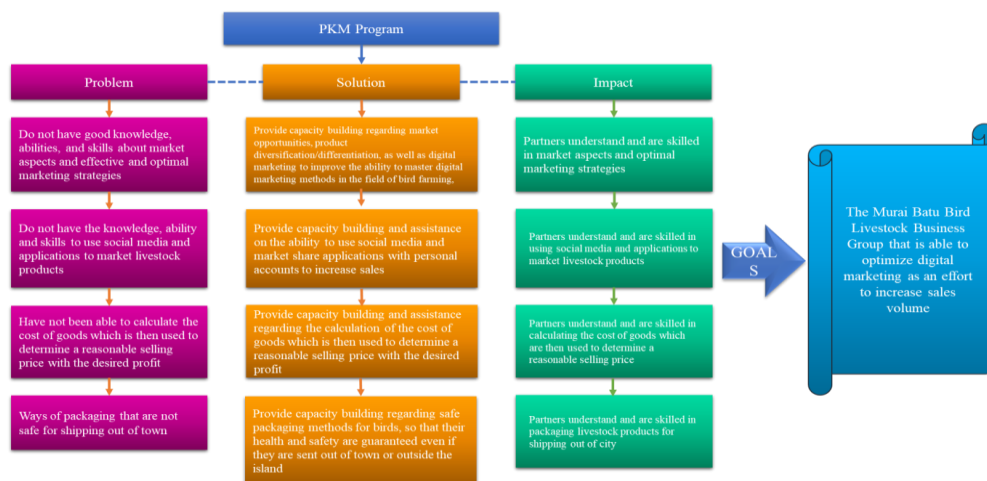 PKM Program
Problem
Solution
Impact
Do not have good knowledge,
abilities, and skills about market
aspects and effective and optimal
marketing strategies
Provide capacity building regarding market
opportunities, product
diversification/differentiation, as well as digital
marketing to improve the ability to master digital
marketing methods in the field of bird farming,
Partners understand and are skilled
in market aspects and optimal
marketing strategies
Do not have the knowledge, ability
and skills to use social media and
applications to market livestock
products
Provide capacity building and assistance
on the ability to use social media and
market share applications with personal
accounts to increase sales
Partners understand and are skilled in
using social media and applications to
market livestock products
Have not been able to calculate the
cost of goods which is then used to
determine a reasonable selling
price with the desired profit
Provide capacity building and assistance
regarding the calculation of the cost of
goods which is then used to determine a
reasonable selling price with the desired
profit
Partners understand and are skilled in
calculating the cost of goods which
are then used to determine a
reasonable selling price
Ways of packaging that are not
safe for shipping out of town
Provide capacity building regarding safe
packaging methods for birds, so that their
health and safety are guaranteed even if
they are sent out of town or outside the
island
Partners understand and are skilled in
packaging livestock products for
shipping out of city
GOAL
S
The Murai Batu Bird
Livestock Business
Group that is able to
optimize digital
marketing as an effort
to increase sales
volume